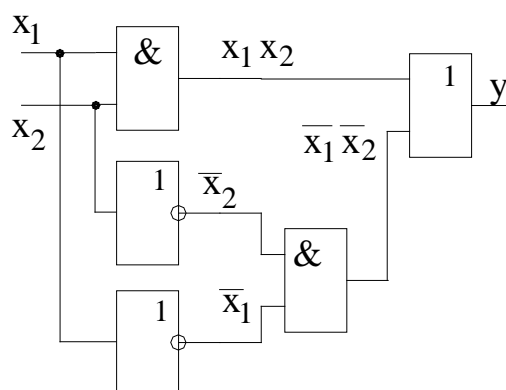 x₁
& x₁ x₂ 1
y
x₂ x̅₁ x̅₂
1 x̅₂
&
1 x̅₁